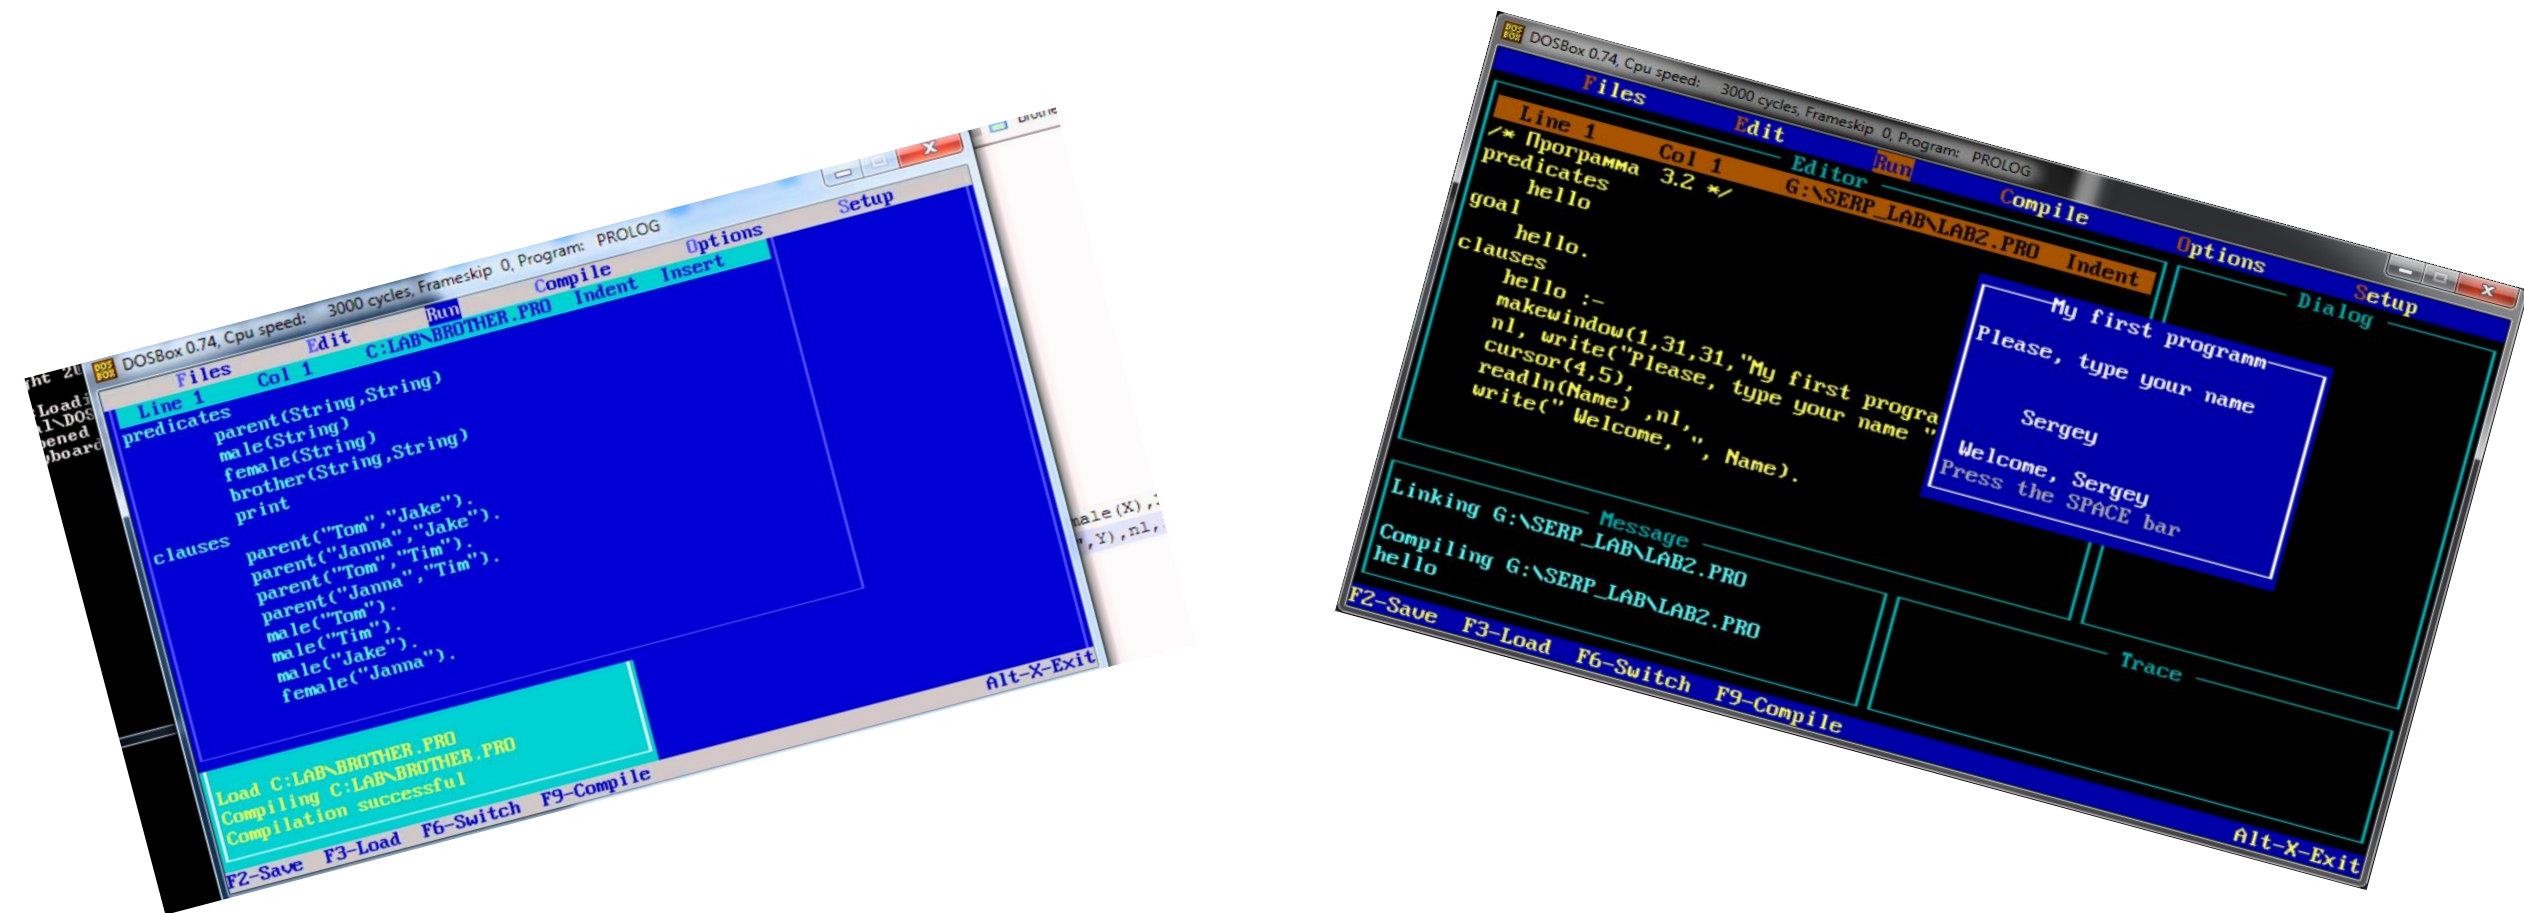 DOSBox 0.74, Cpu speed: 3000 cycles, Frameskip 0, Program: PROLOG
Files Edit Run Compile Options Setup
Line 1 Col 1 C:LAB\BROTHER.PRO Indent Insert
predicates
parent(String,String)
male(String)
female(String)
brother(String,String)
print
clauses
parent("Tom","Jake").
parent("Janna","Jake").
parent("Tom","Tim").
parent("Janna","Tim").
male("Tom").
male("Tim").
male("Jake").
female("Janna").
Load C:LAB\BROTHER.PRO
Compiling C:LAB\BROTHER.PRO
Compilation successful
F2-Save F3-Load F6-Switch F9-Compile Alt-X-Exit
ht 20
Loadi
l\DOS
pened
board
male(X),
",Y),nl,
DOSBox 0.74, Cpu speed: 3000 cycles, Frameskip 0, Program: PROLOG
Files Edit Run Compile Options Setup
Editor
Line 1 Col 1 G:\SERP_LAB\LAB2.PRO Indent
/* Программа 3.2 */
predicates
hello
goal
hello.
clauses
hello :-
makewindow(1,31,31,"My first progra
nl, write("Please, type your name "
cursor(4,5),
readln(Name) ,nl,
write(" Welcome, ", Name).
Dialog
My first programm
Please, type your name
Sergey
Welcome, Sergey
Press the SPACE bar
Message
Linking G:\SERP_LAB\LAB2.PRO
Compiling G:\SERP_LAB\LAB2.PRO
hello
Trace
F2-Save F3-Load F6-Switch F9-Compile Alt-X-Exit